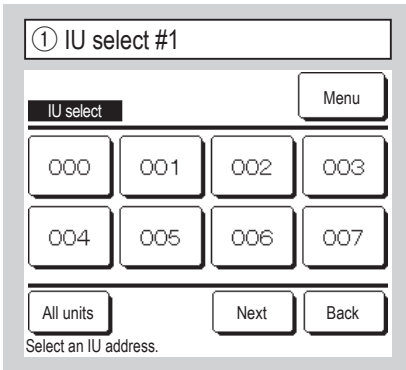 ① IU select #1
Menu
IU select
000 001 002 003
004 005 006 007
All units Next Back
Select an IU address.